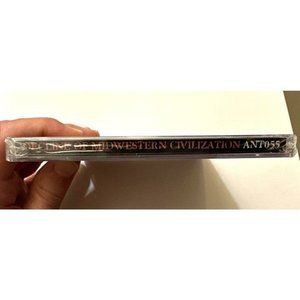 DECLINE OF MIDWESTERN CIVILIZATION ANT055